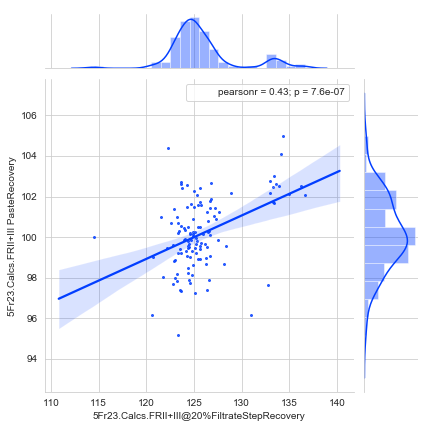 pearsonr = 0.43; p = 7.6e-07
106
104
102
100
98
96
94
5Fr23.Calcs.FRII+III PasteRecovery
110 115 120 125 130 135 140
5Fr23.Calcs.FRII+III@20%FiltrateStepRecovery